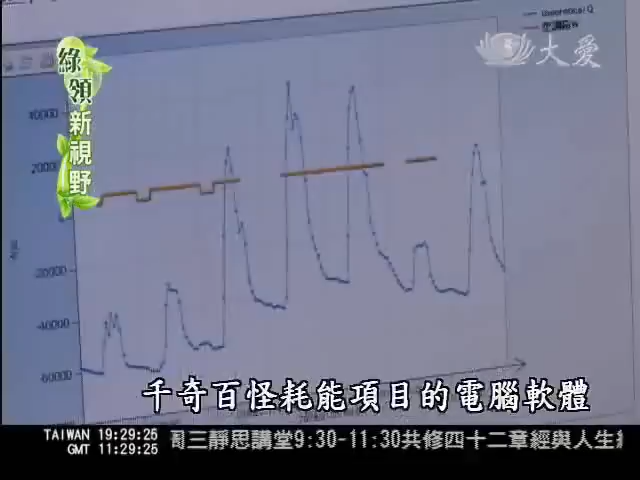 大愛
綠領新視野
40000
-20000
-40000
-60000
千奇百怪耗能項目的電腦軟體
TAIWAN 19:29:25
GMT 11:29:25
三靜思講堂9:30-11:30共修四十二章經與人生